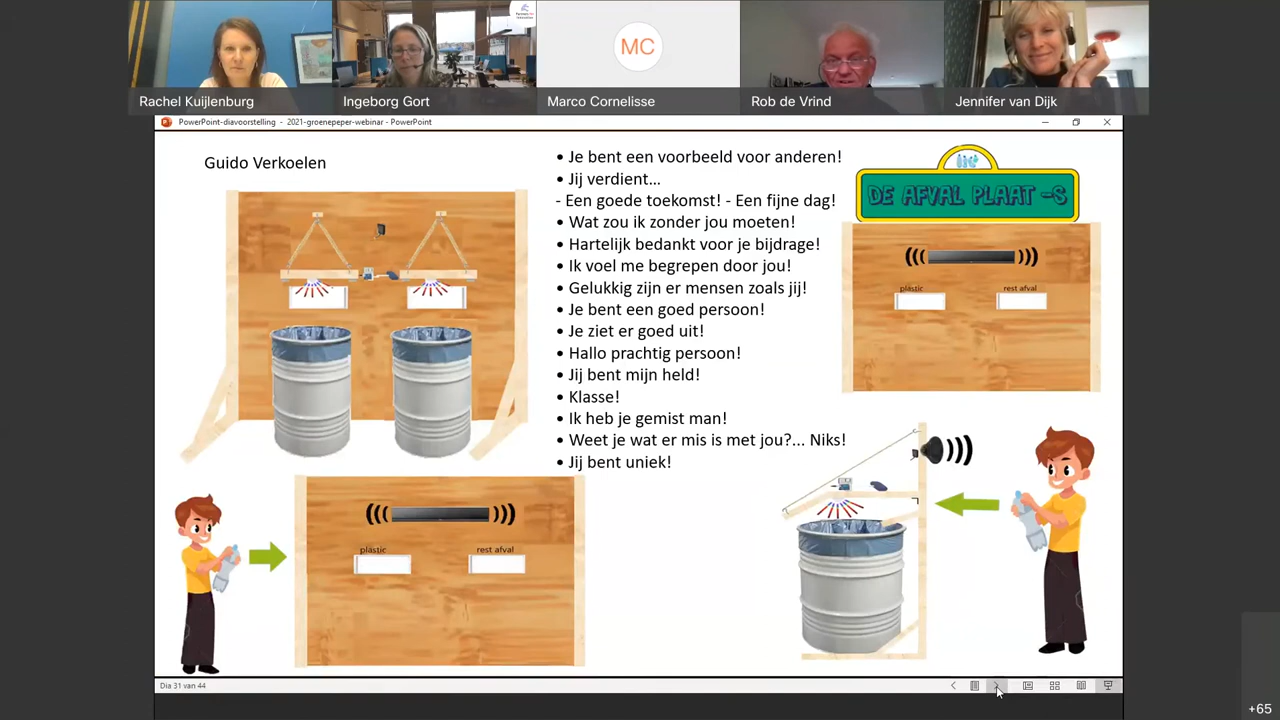 MC
Rachel Kuijlenburg
Ingeborg Gort
Marco Cornelisse
Rob de Vrind
Jennifer van Dijk
PowerPoint-diavoorstelling - 2021-groenepeper-webinar - PowerPoint
Guido Verkoelen
• Je bent een voorbeeld voor anderen!
• Jij verdient...
- Een goede toekomst! - Een fijne dag!
• Wat zou ik zonder jou moeten!
• Hartelijk bedankt voor je bijdrage!
• Ik voel me begrepen door jou!
• Gelukkig zijn er mensen zoals jij!
• Je bent een goed persoon!
• Je ziet er goed uit!
• Hallo prachtig persoon!
• Jij bent mijn held!
• Klasse!
• Ik heb je gemist man!
• Weet je wat er mis is met jou?... Niks!
• Jij bent uniek!
DE AFVAL PLAAT -S
plastic
rest afval
plastic
rest afval
Dia 31 van 44
+65